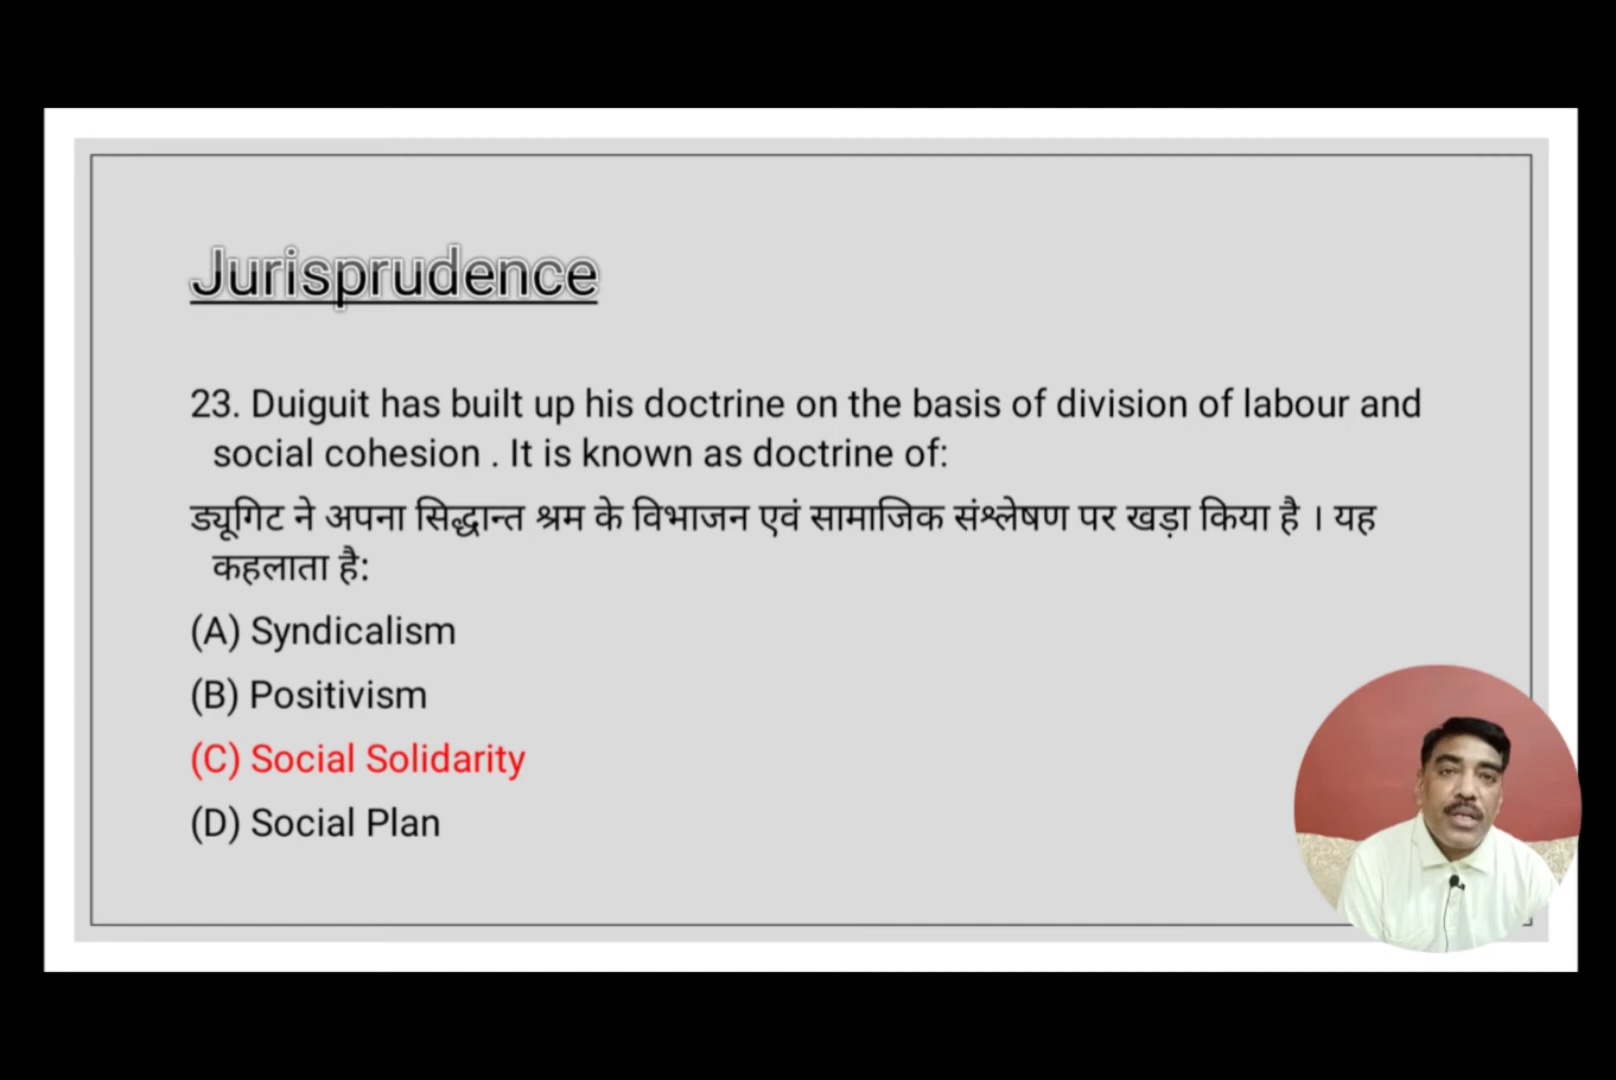 Jurisprudence
23. Duiguit has built up his doctrine on the basis of division of labour and
social cohesion . It is known as doctrine of:
ड्यूगिट ने अपना सिद्धान्त श्रम के विभाजन एवं सामाजिक संश्लेषण पर खड़ा किया है । यह
कहलाता है:
(A) Syndicalism
(B) Positivism
(C) Social Solidarity
(D) Social Plan